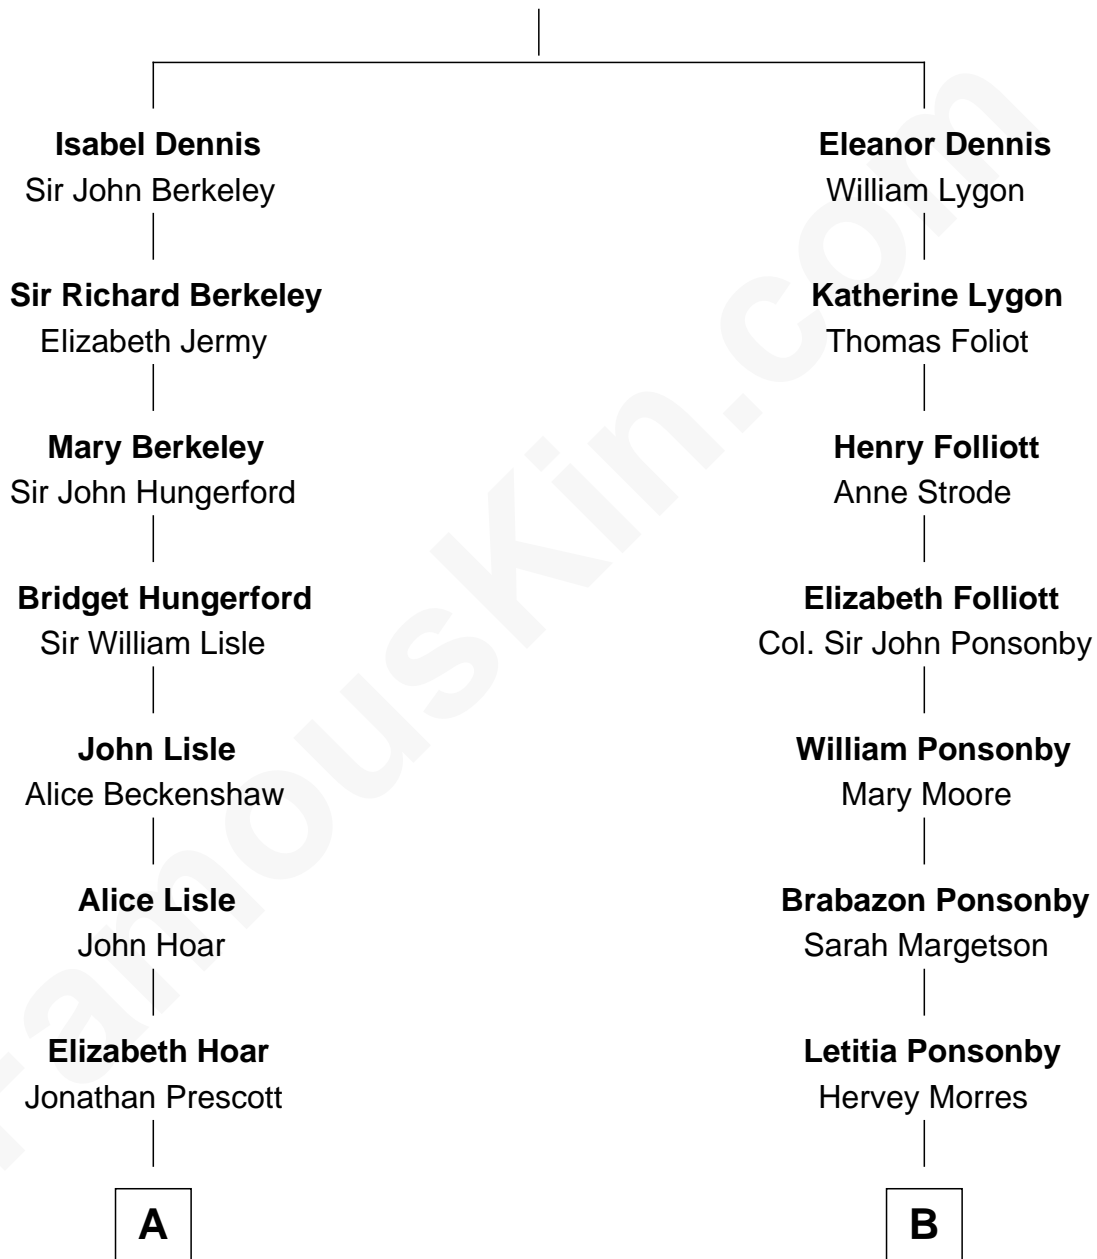 Isabel Dennis
Sir John Berkeley
Eleanor Dennis
William Lygon
Sir Richard Berkeley
Elizabeth Jermy
Katherine Lygon
Thomas Foliot
Mary Berkeley
Sir John Hungerford
Henry Folliott
Anne Strode
Bridget Hungerford
Sir William Lisle
Elizabeth Folliott
Col. Sir John Ponsonby
John Lisle
Alice Beckenshaw
William Ponsonby
Mary Moore
Alice Lisle
John Hoar
Brabazon Ponsonby
Sarah Margetson
Elizabeth Hoar
Jonathan Prescott
Letitia Ponsonby
Hervey Morres
A
B
FamousKin.com